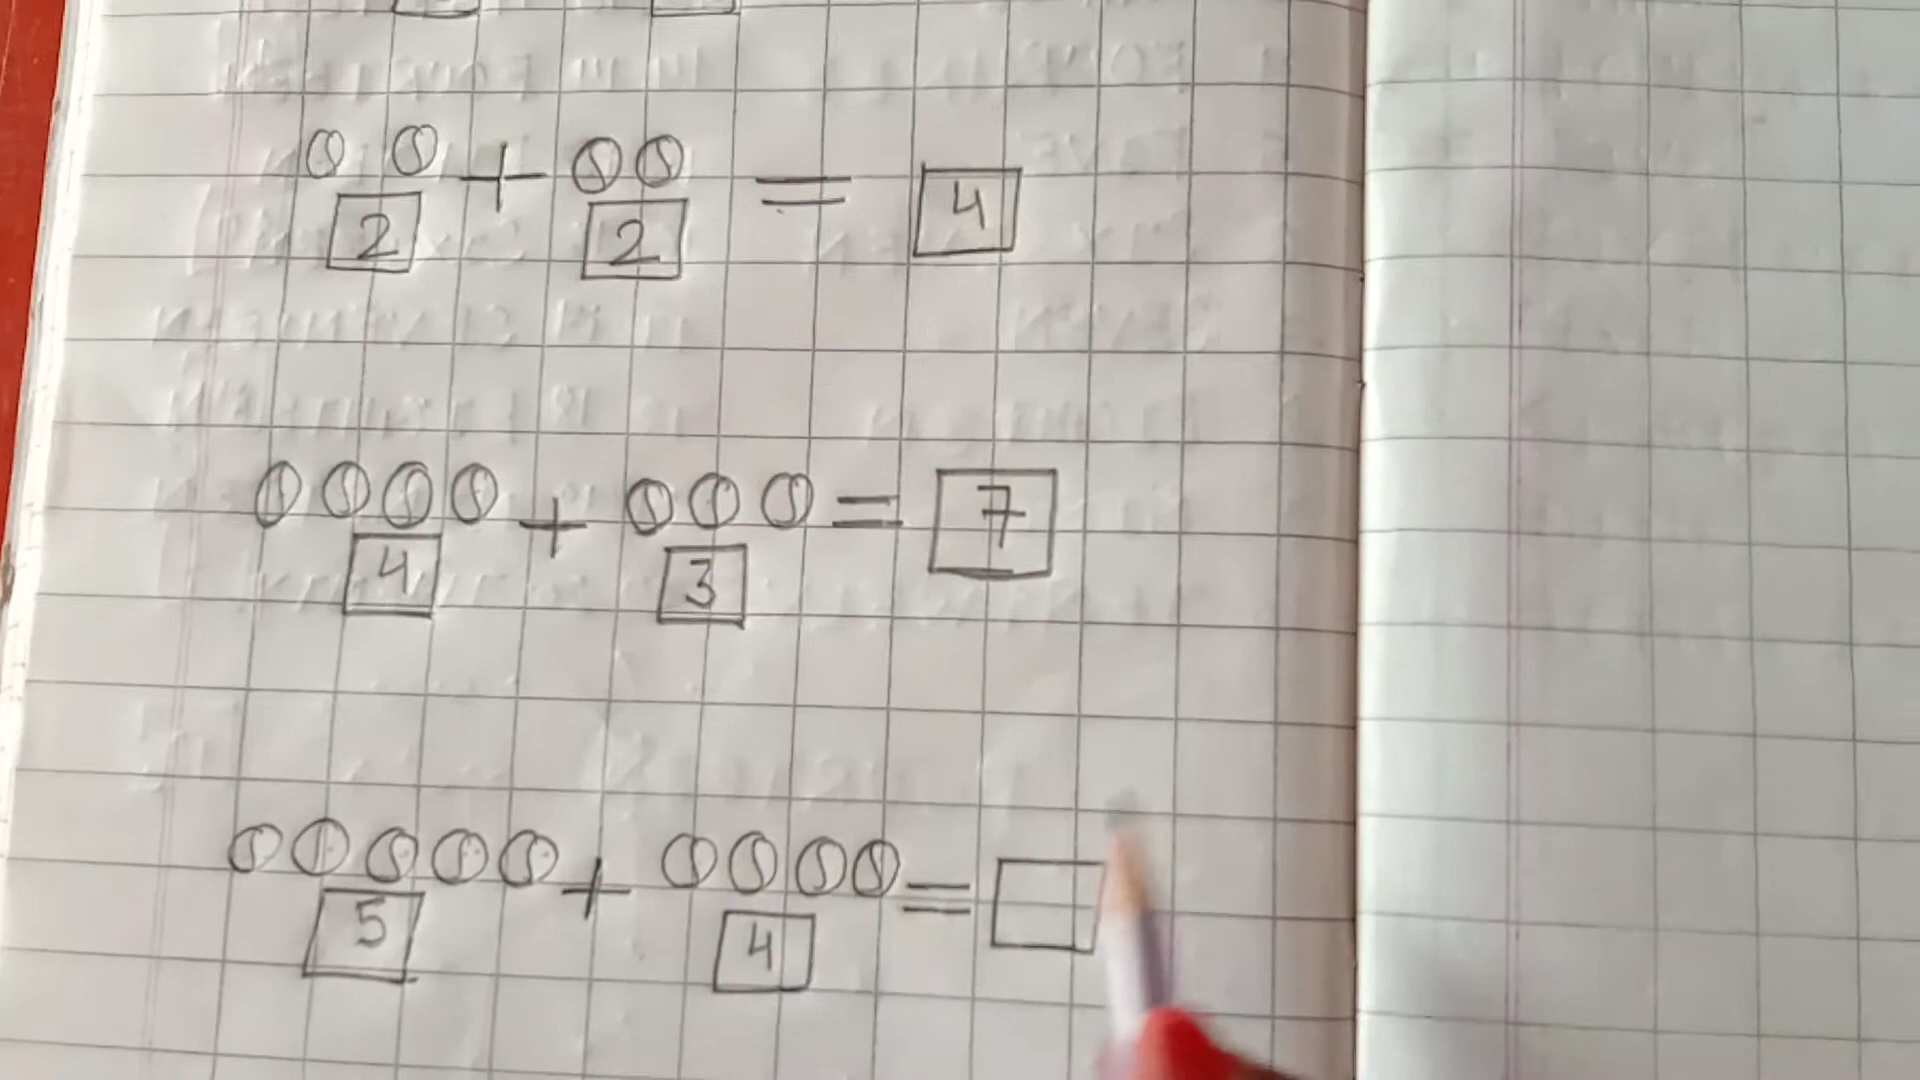 + = 4
2 2
+ = 7
4 3
+ =
5 4